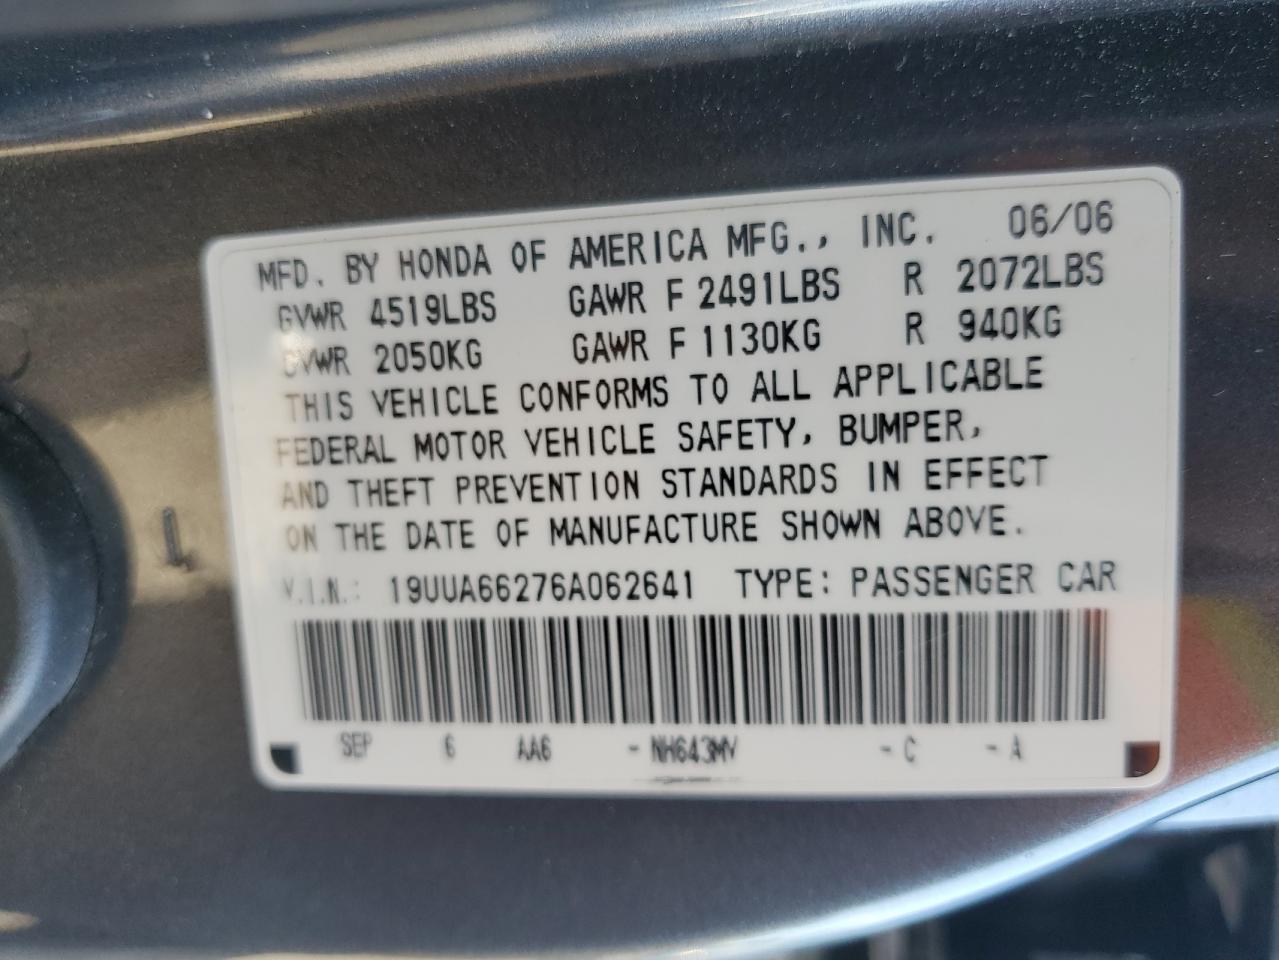 MFD. BY HONDA OF AMERICA MFG., INC. 06/06
GVWR 4519LBS GAWR F 2491LBS R 2072LBS
GVWR 2050KG GAWR F 1130KG R 940KG
THIS VEHICLE CONFORMS TO ALL APPLICABLE
FEDERAL MOTOR VEHICLE SAFETY, BUMPER,
AND THEFT PREVENTION STANDARDS IN EFFECT
ON THE DATE OF MANUFACTURE SHOWN ABOVE.
V.I.N.: 19UUA66276A062641 TYPE: PASSENGER CAR
SEP 6 AA6 - NH643MV - C - A